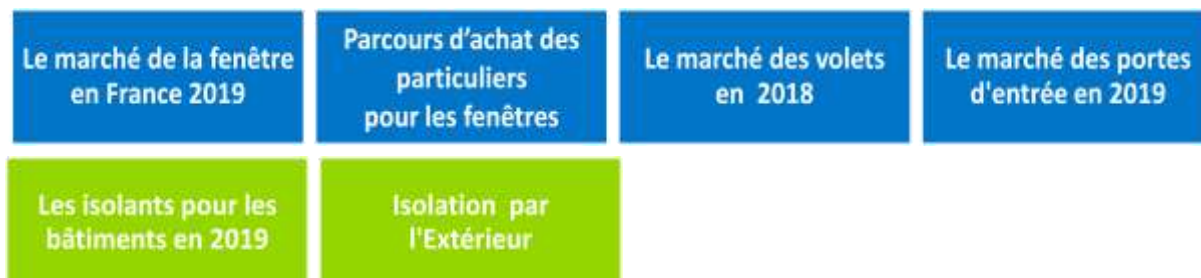 Le marché de la fenêtre
en France 2019
Parcours d'achat des
particuliers
pour les fenêtres
Le marché des volets
en 2018
Le marché des portes
d'entrée en 2019
Les isolants pour les
bâtiments en 2019
Isolation par
l'Extérieur